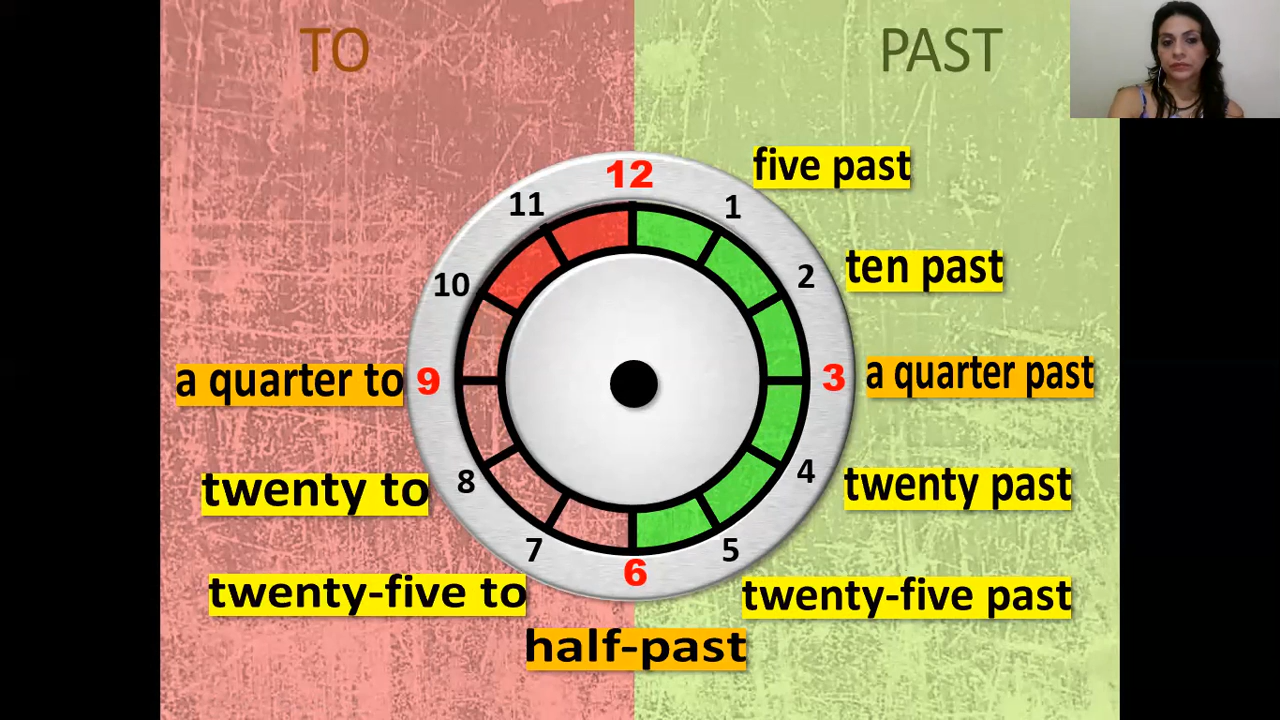 TO
PAST
12
five past
11
1
10
2
ten past
a quarter to
9
3
a quarter past
8
4
twenty to
twenty past
7
5
6
twenty-five to
twenty-five past
half-past